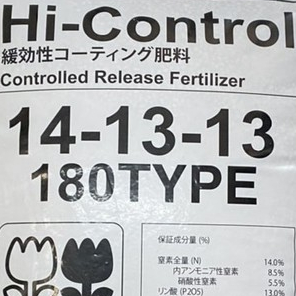 Hi-Control
緩効性コーティング肥料
Controlled Release Fertilizer
14-13-13
180TYPE
保証成分量 (%)
窒素全量 (N) 14.0%
内アンモニア性窒素 8.5%
硝酸性窒素 5.5%
リン酸 (P2O5) 13.0%